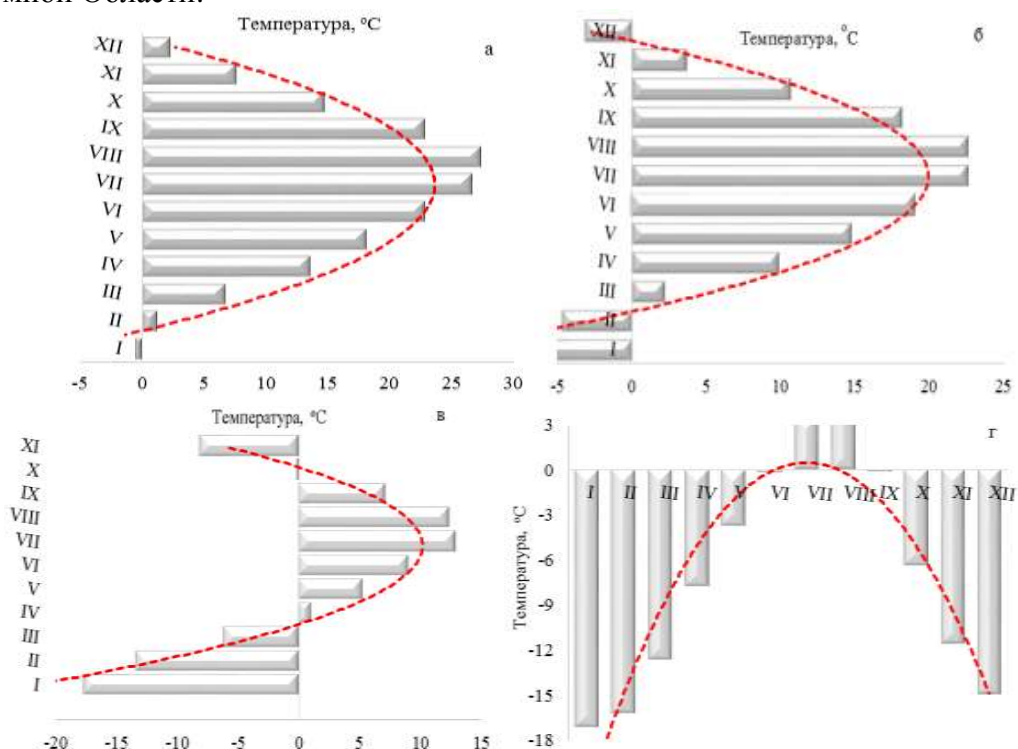 мной Области.
Температура, °С
а
XII
XI
X
IX
VIII
VII
VI
V
IV
III
II
I
-5 0 5 10 15 20 25 30
Температура, °С
б
XII
XI
X
IX
VIII
VII
VI
V
IV
III
II
I
-5 0 5 10 15 20 25
Температура, °С
в
XI
X
IX
VIII
VII
VI
V
IV
III
II
I
-20 -15 -10 -5 0 5 10 15
г
Температура, °С
3
0
-3
-6
-9
-12
-15
-18
I II III IV V VI VII VIII IX X XI XII